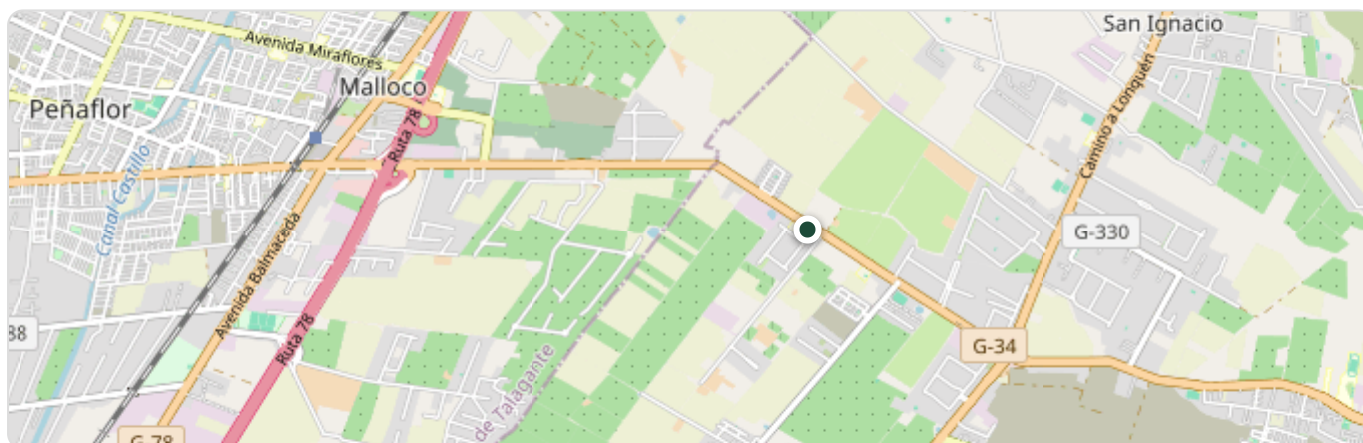 San Ignacio
Avenida Miraflores
Malloco
Peñaflor
Ruta 78
Camino a Lonquén
Canal Castillo
G-330
Avenida Balmaceda
88
Ruta 78
G-34
de Talagante
G-78